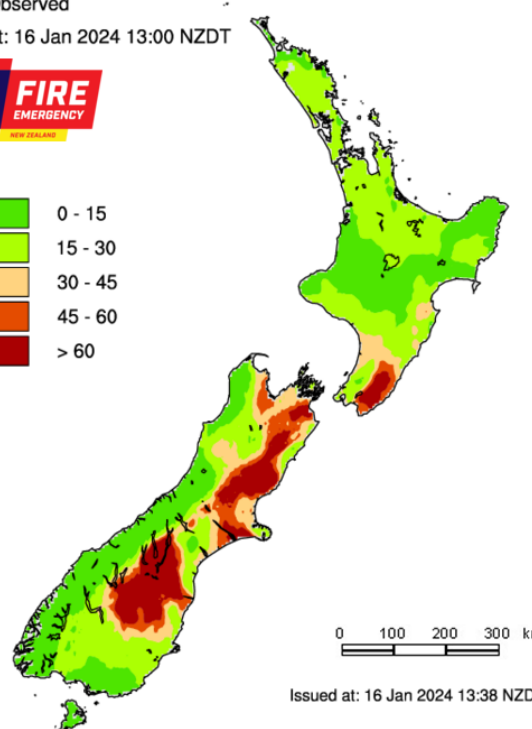 bserved
t: 16 Jan 2024 13:00 NZDT
FIRE
EMERGENCY
NEW ZEALAND
0 - 15
15 - 30
30 - 45
45 - 60
> 60
0 100 200 300 k
Issued at: 16 Jan 2024 13:38 NZD